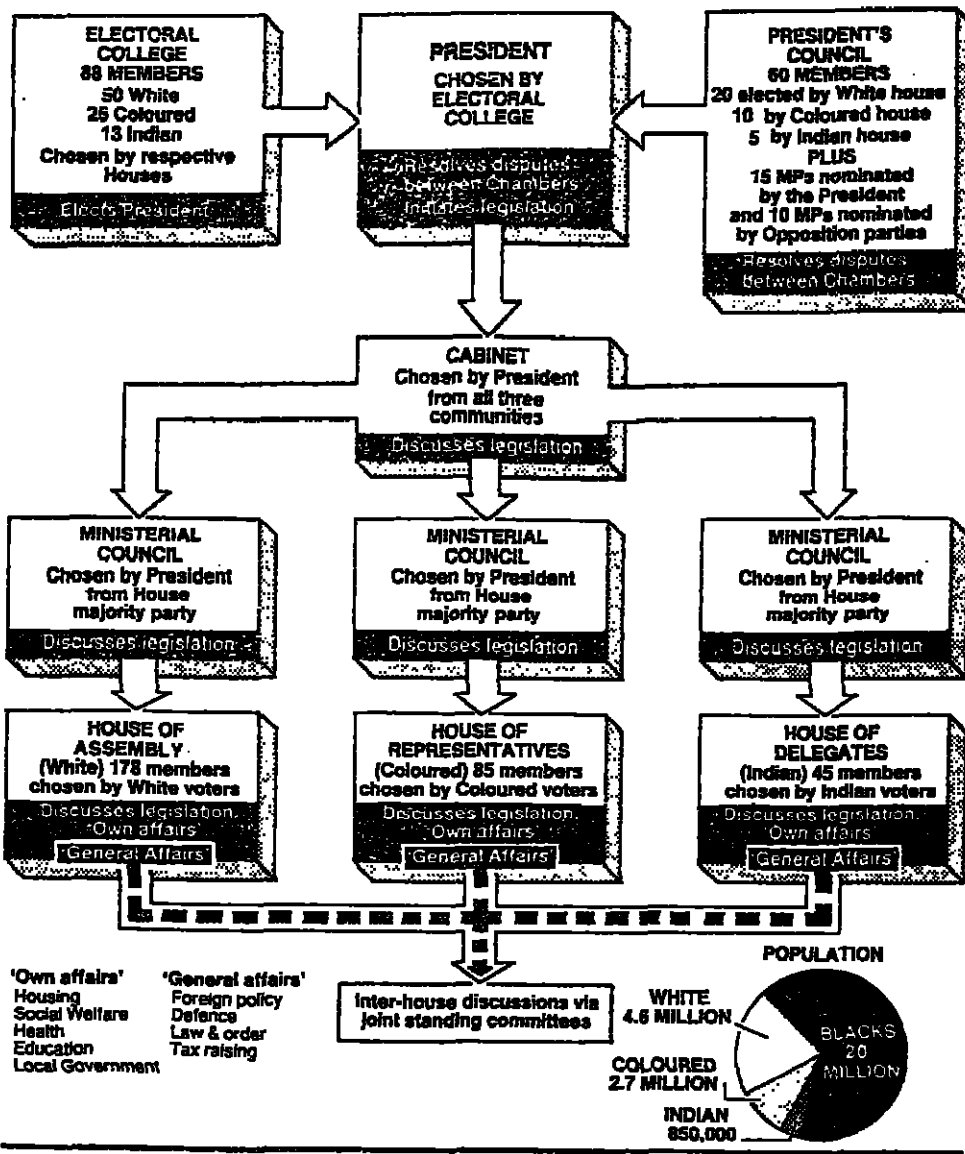 ELECTORAL
COLLEGE
88 MEMBERS
50 White
25 Coloured
13 Indian
Chosen by respective
Houses
Elects President
PRESIDENT
CHOSEN BY
ELECTORAL
COLLEGE
Resolves disputes
between Chambers
Initiates legislation
PRESIDENT'S
COUNCIL
60 MEMBERS
20 elected by White house
10 by Coloured house
5 by Indian house
PLUS
15 MPs nominated
by the President
and 10 MPs nominated
by Opposition parties
Resolves disputes
Between Chambers
CABINET
Chosen by President
from all three
communities
Discusses legislation
MINISTERIAL
COUNCIL
Chosen by President
from House
majority party
Discusses legislation
MINISTERIAL
COUNCIL
Chosen by President
from House
majority party
Discusses legislation
MINISTERIAL
COUNCIL
Chosen by President
from House
majority party
Discusses legislation
HOUSE OF
ASSEMBLY
(White) 178 members
chosen by White voters
Discusses legislation.
'Own affairs'
'General Affairs'
HOUSE OF
REPRESENTATIVES
(Coloured) 85 members
chosen by Coloured voters
Discusses legislation.
'Own affairs'
'General Affairs'
HOUSE OF
DELEGATES
(Indian) 45 members
chosen by Indian voters
Discusses legislation.
'Own affairs'
'General Affairs'
'Own affairs'
Housing
Social Welfare
Health
Education
Local Government
'General affairs'
Foreign policy
Defence
Law & order
Tax raising
Inter-house discussions via
joint standing committees
POPULATION
WHITE
4.6 MILLION
BLACKS
20
MILLION
COLOURED
2.7 MILLION
INDIAN
850,000